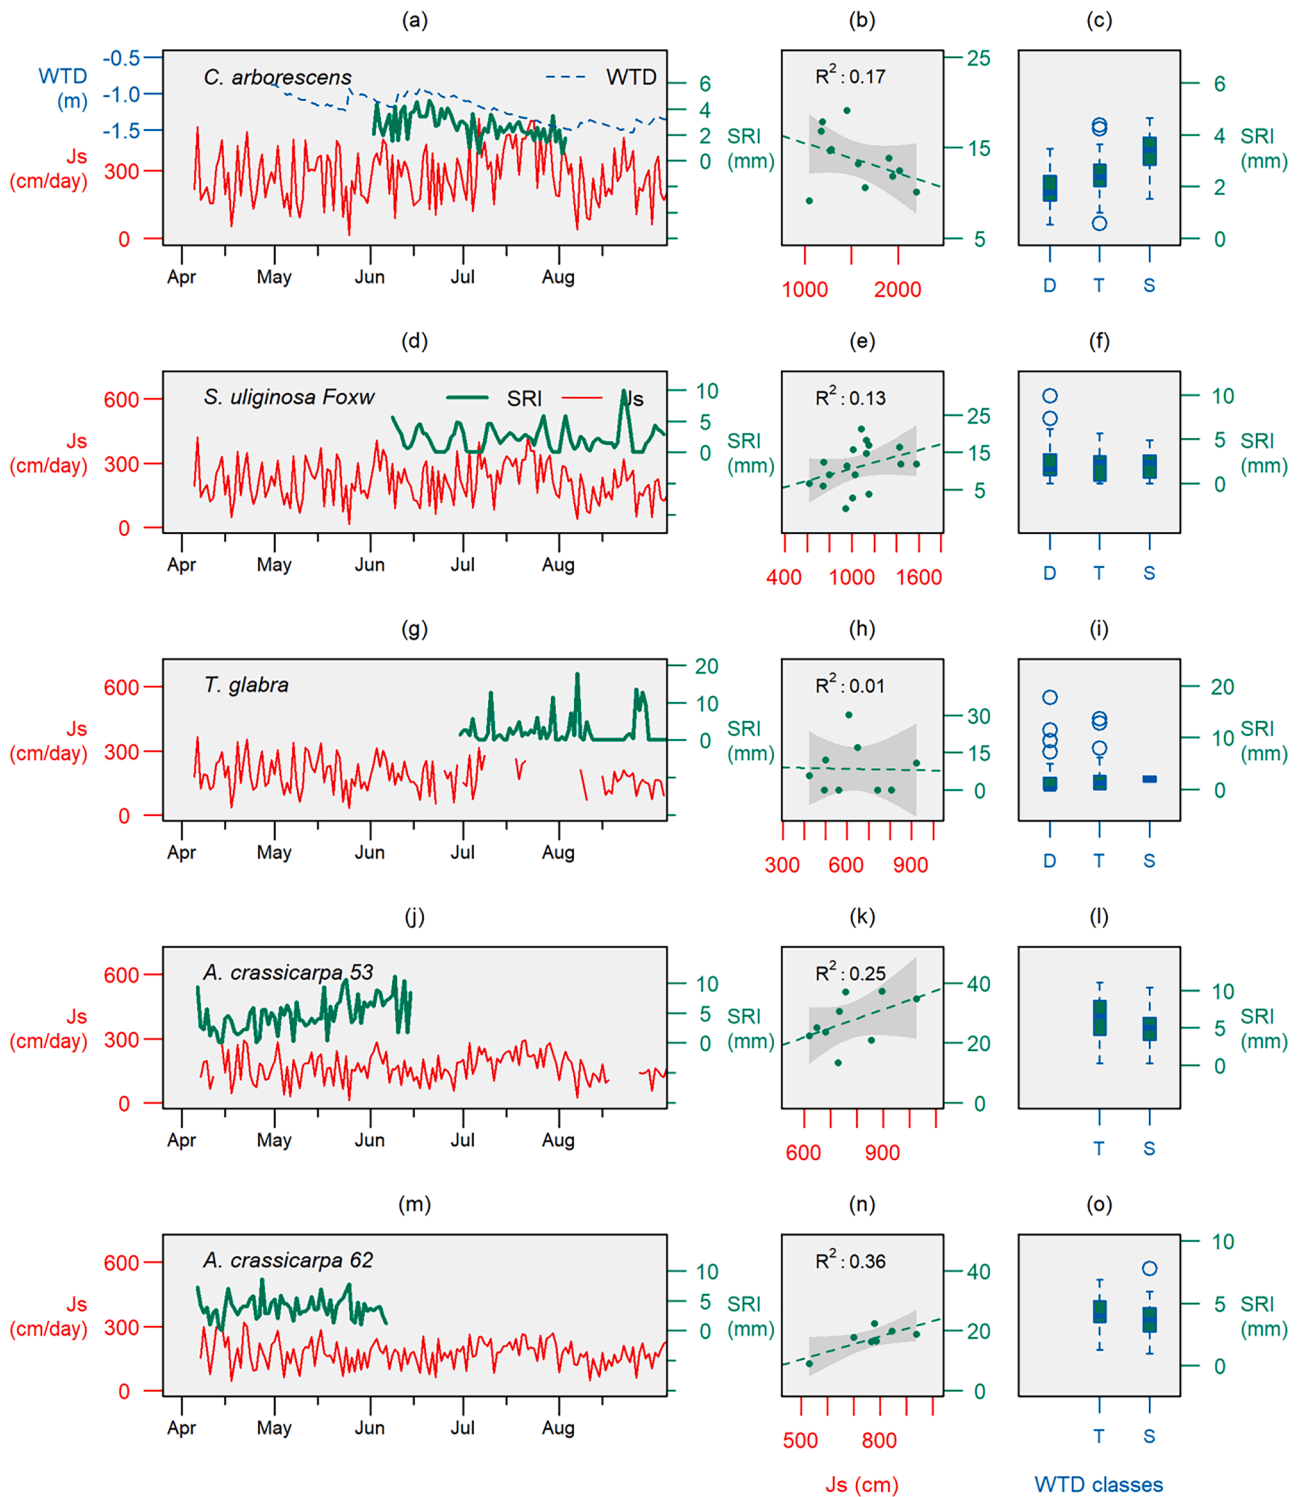 (a)
(b)
(c)
WTD
(m)
-0.5
-1.0
-1.5
C. arborescens
WTD
6
4
2
0
SRI
(mm)
Js
(cm/day)
300
0
Apr
May
Jun
Jul
Aug
R²: 0.17
25
15
5
1000
2000
6
4
2
0
SRI
(mm)
D
T
S
(d)
(e)
(f)
600
300
0
Js
(cm/day)
S. uliginosa Foxw
SRI
Js
10
5
0
SRI
(mm)
Apr
May
Jun
Jul
Aug
R²: 0.13
25
15
5
400
1000
1600
10
5
0
SRI
(mm)
D
T
S
(g)
(h)
(i)
600
300
0
Js
(cm/day)
T. glabra
20
10
0
SRI
(mm)
Apr
May
Jun
Jul
Aug
R²: 0.01
30
15
0
300
600
900
20
10
0
SRI
(mm)
D
T
S
(j)
(k)
(l)
600
300
0
Js
(cm/day)
A. crassicarpa 53
10
5
0
SRI
(mm)
Apr
May
Jun
Jul
Aug
R²: 0.25
40
20
0
600
900
10
5
0
SRI
(mm)
T
S
(m)
(n)
(o)
600
300
0
Js
(cm/day)
A. crassicarpa 62
10
5
0
SRI
(mm)
Apr
May
Jun
Jul
Aug
R²: 0.36
40
20
0
500
800
10
5
0
SRI
(mm)
T
S
Js (cm)
WTD classes